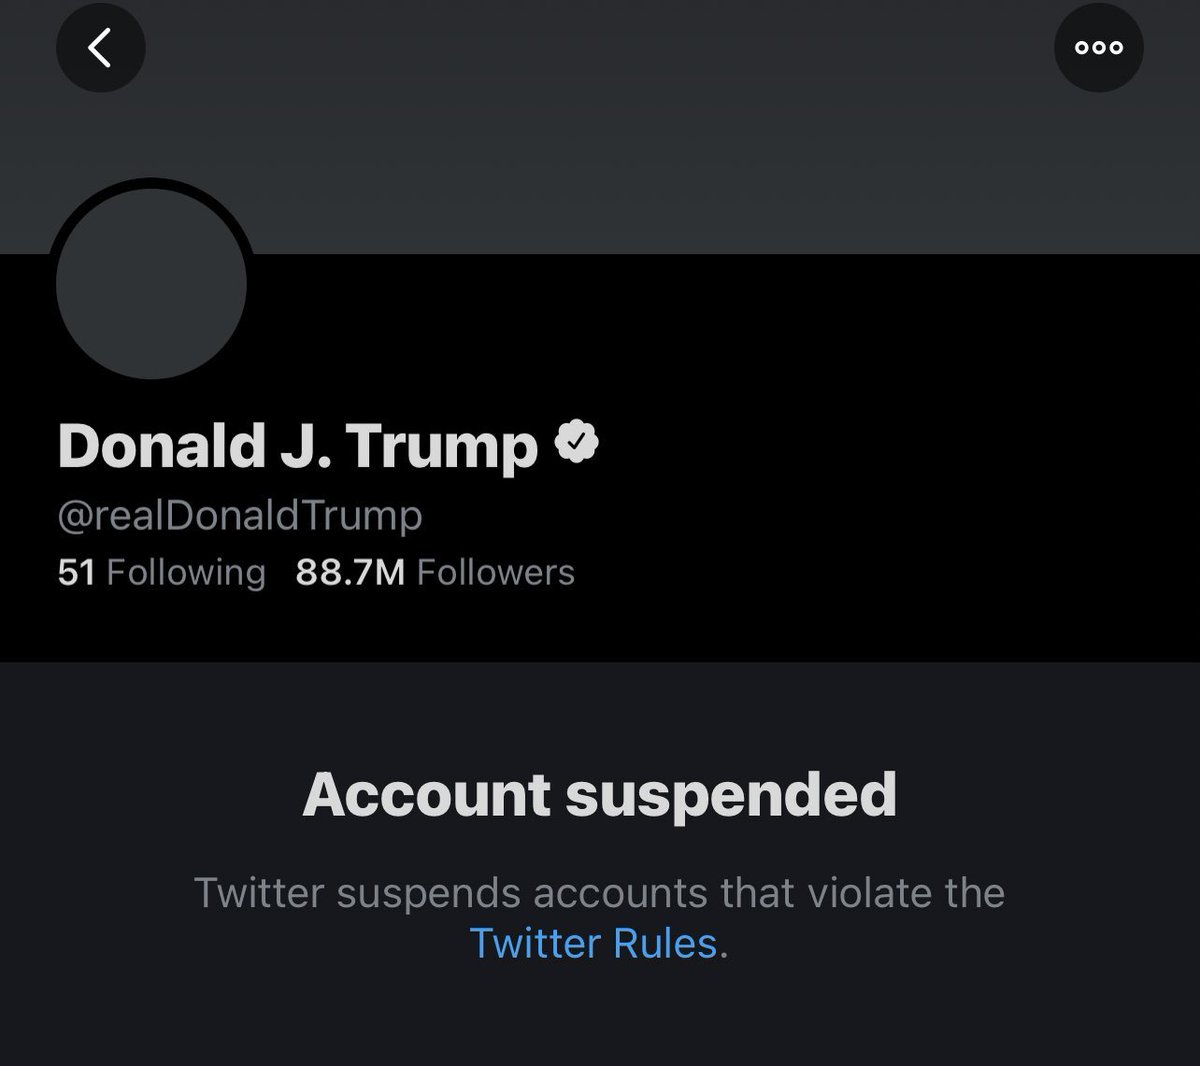 Donald J. Trump
@realDonaldTrump
51 Following 88.7M Followers
Account suspended
Twitter suspends accounts that violate the
Twitter Rules.